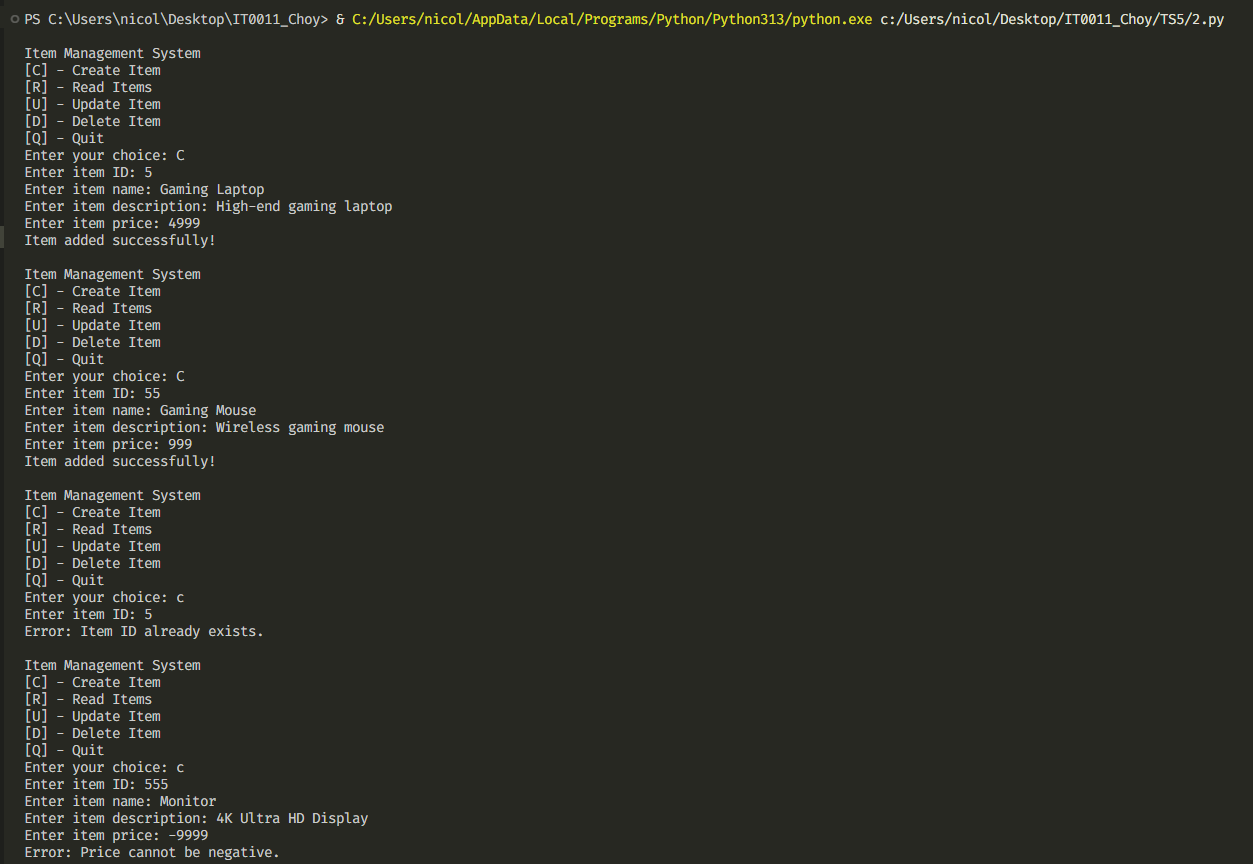 PS C:\Users\nicol\Desktop\IT0011_Choy> & C:/Users/nicol/AppData/Local/Programs/Python/Python313/python.exe c:/Users/nicol/Desktop/IT0011_Choy/TS5/2.py
Item Management System
[C] - Create Item
[R] - Read Items
[U] - Update Item
[D] - Delete Item
[Q] - Quit
Enter your choice: C
Enter item ID: 5
Enter item name: Gaming Laptop
Enter item description: High-end gaming laptop
Enter item price: 4999
Item added successfully!
Item Management System
[C] - Create Item
[R] - Read Items
[U] - Update Item
[D] - Delete Item
[Q] - Quit
Enter your choice: C
Enter item ID: 55
Enter item name: Gaming Mouse
Enter item description: Wireless gaming mouse
Enter item price: 999
Item added successfully!
Item Management System
[C] - Create Item
[R] - Read Items
[U] - Update Item
[D] - Delete Item
[Q] - Quit
Enter your choice: c
Enter item ID: 5
Error: Item ID already exists.
Item Management System
[C] - Create Item
[R] - Read Items
[U] - Update Item
[D] - Delete Item
[Q] - Quit
Enter your choice: c
Enter item ID: 555
Enter item name: Monitor
Enter item description: 4K Ultra HD Display
Enter item price: -9999
Error: Price cannot be negative.